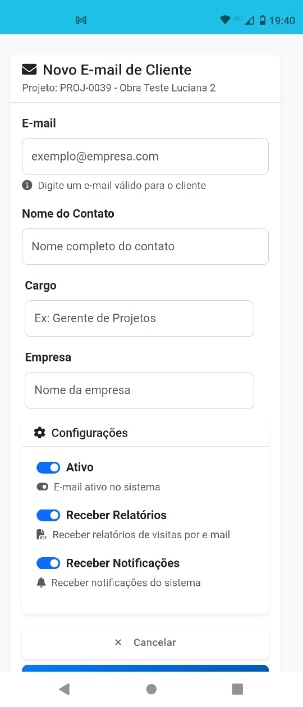 4G 19:40
Novo E-mail de Cliente
Projeto: PROJ-0039 - Obra Teste Luciana 2
E-mail
exemplo@empresa.com
Digite um e-mail válido para o cliente
Nome do Contato
Nome completo do contato
Cargo
Ex: Gerente de Projetos
Empresa
Nome da empresa
Configurações
Ativo
E-mail ativo no sistema
Receber Relatórios
Receber relatórios de visitas por e-mail
Receber Notificações
Receber notificações do sistema
× Cancelar